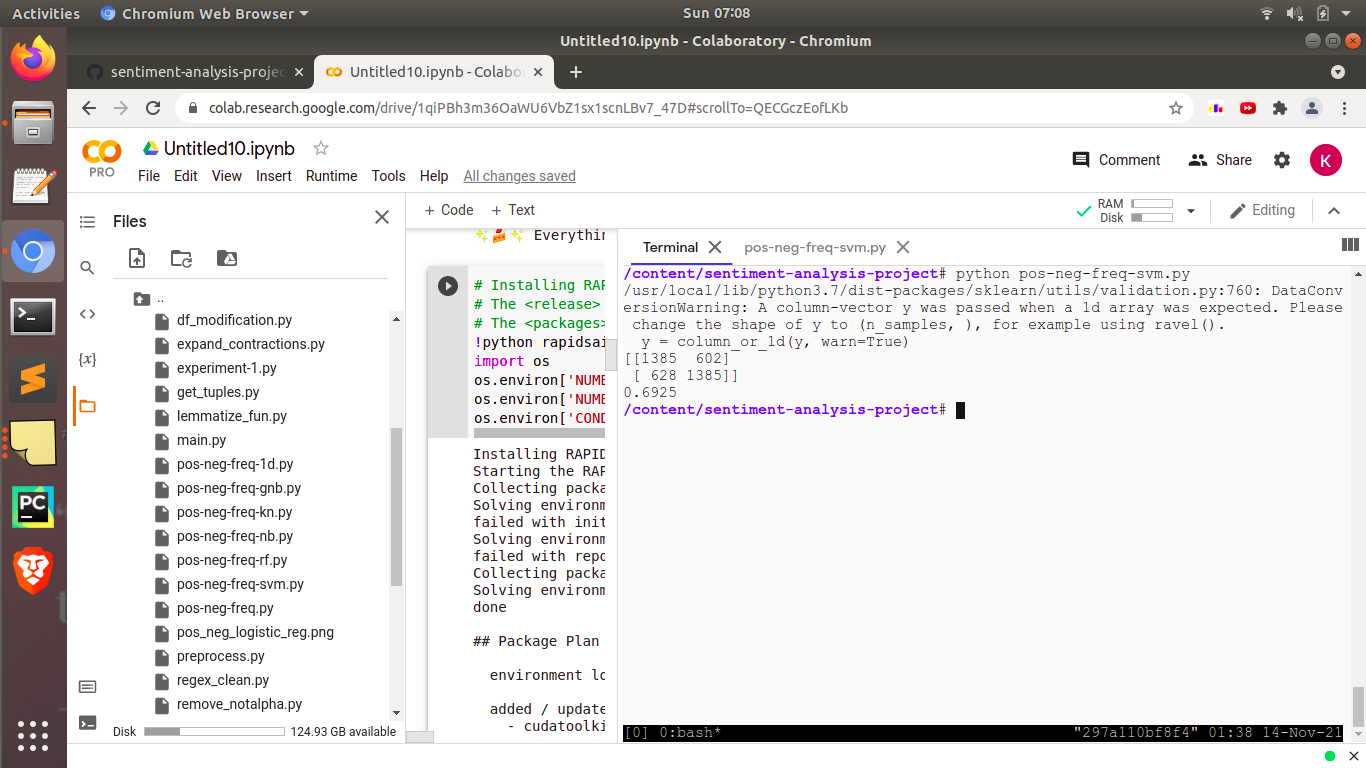 Activities
Chromium Web Browser
Sun 07:08
Untitled10.ipynb - Colaboratory - Chromium
sentiment-analysis-projec
Untitled10.ipynb - Colabo
colab.research.google.com/drive/1qiPBh3m36OaWU6VbZ1sx1scnLBv7_47D#scrollTo=QECGczEofLKb
PRO
Untitled10.ipynb
File Edit View Insert Runtime Tools Help All changes saved
Comment
Share
K
Files
..
df_modification.py
expand_contractions.py
experiment-1.py
get_tuples.py
lemmatize_fun.py
main.py
pos-neg-freq-1d.py
pos-neg-freq-gnb.py
pos-neg-freq-kn.py
pos-neg-freq-nb.py
pos-neg-freq-rf.py
pos-neg-freq-svm.py
pos-neg-freq.py
pos_neg_logistic_reg.png
preprocess.py
regex_clean.py
remove_notalpha.py
Disk
124.93 GB available
{x}
PC
+ Code + Text
RAM
Disk
Editing
Everythin
# Installing RAP
# The <release>
# The <packages>
!python rapidsai
import os
os.environ['NUMB
os.environ['NUMB
os.environ['COND
Installing RAPID
Starting the RAP
Collecting packa
Solving environm
failed with init
Solving environm
failed with repo
Collecting packa
Solving environm
done
## Package Plan
environment lo
added / update
- cudatoolki
Terminal
pos-neg-freq-svm.py
/content/sentiment-analysis-project# python pos-neg-freq-svm.py
/usr/local/lib/python3.7/dist-packages/sklearn/utils/validation.py:760: DataConv
ersionWarning: A column-vector y was passed when a 1d array was expected. Please
change the shape of y to (n_samples, ), for example using ravel().
y = column_or_1d(y, warn=True)
[[1385 602]
[ 628 1385]]
0.6925
/content/sentiment-analysis-project#
[0] 0:bash*
"297a110bf8f4" 01:38 14-Nov-21